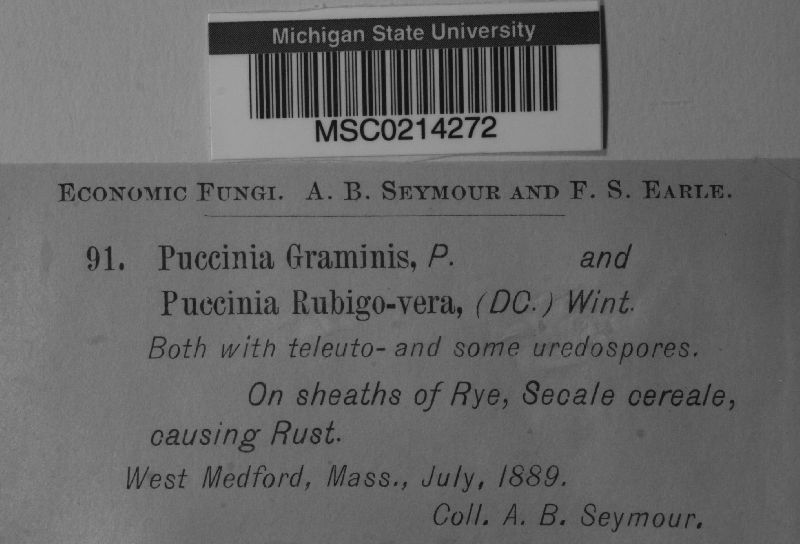 Michigan State University
MSC0214272
Economic Fungi. A. B. Seymour and F. S. Earle.
91. Puccinia Graminis, P. and
Puccinia Rubigo-vera, (DC.) Wint.
Both with teleuto- and some uredospores.
On sheaths of Rye, Secale cereale,
causing Rust.
West Medford, Mass., July, 1889.
Coll. A. B. Seymour.